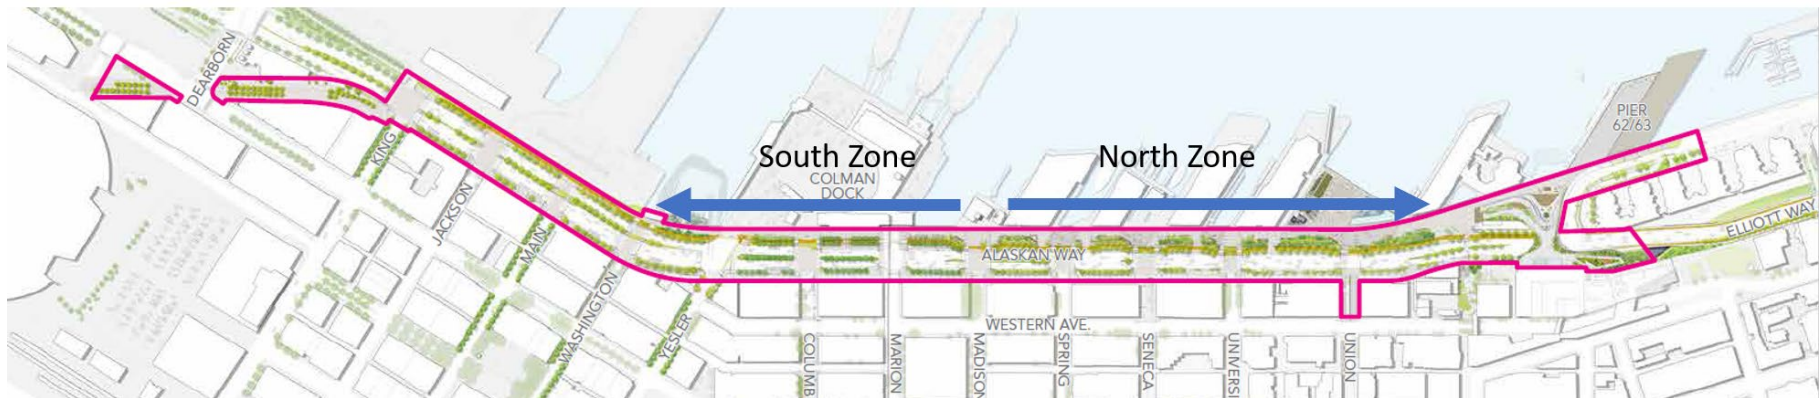 DEARBORN
KING
JACKSON
MAIN
WASHINGTON
YESLER
South Zone
COLMAN
DOCK
North Zone
PIER
62/63
ALASKAN WAY
ELLIOTT WAY
WESTERN AVE.
COLUMB
MARION
MADISON
SPRING
SENECA
UNIVERSI
UNION